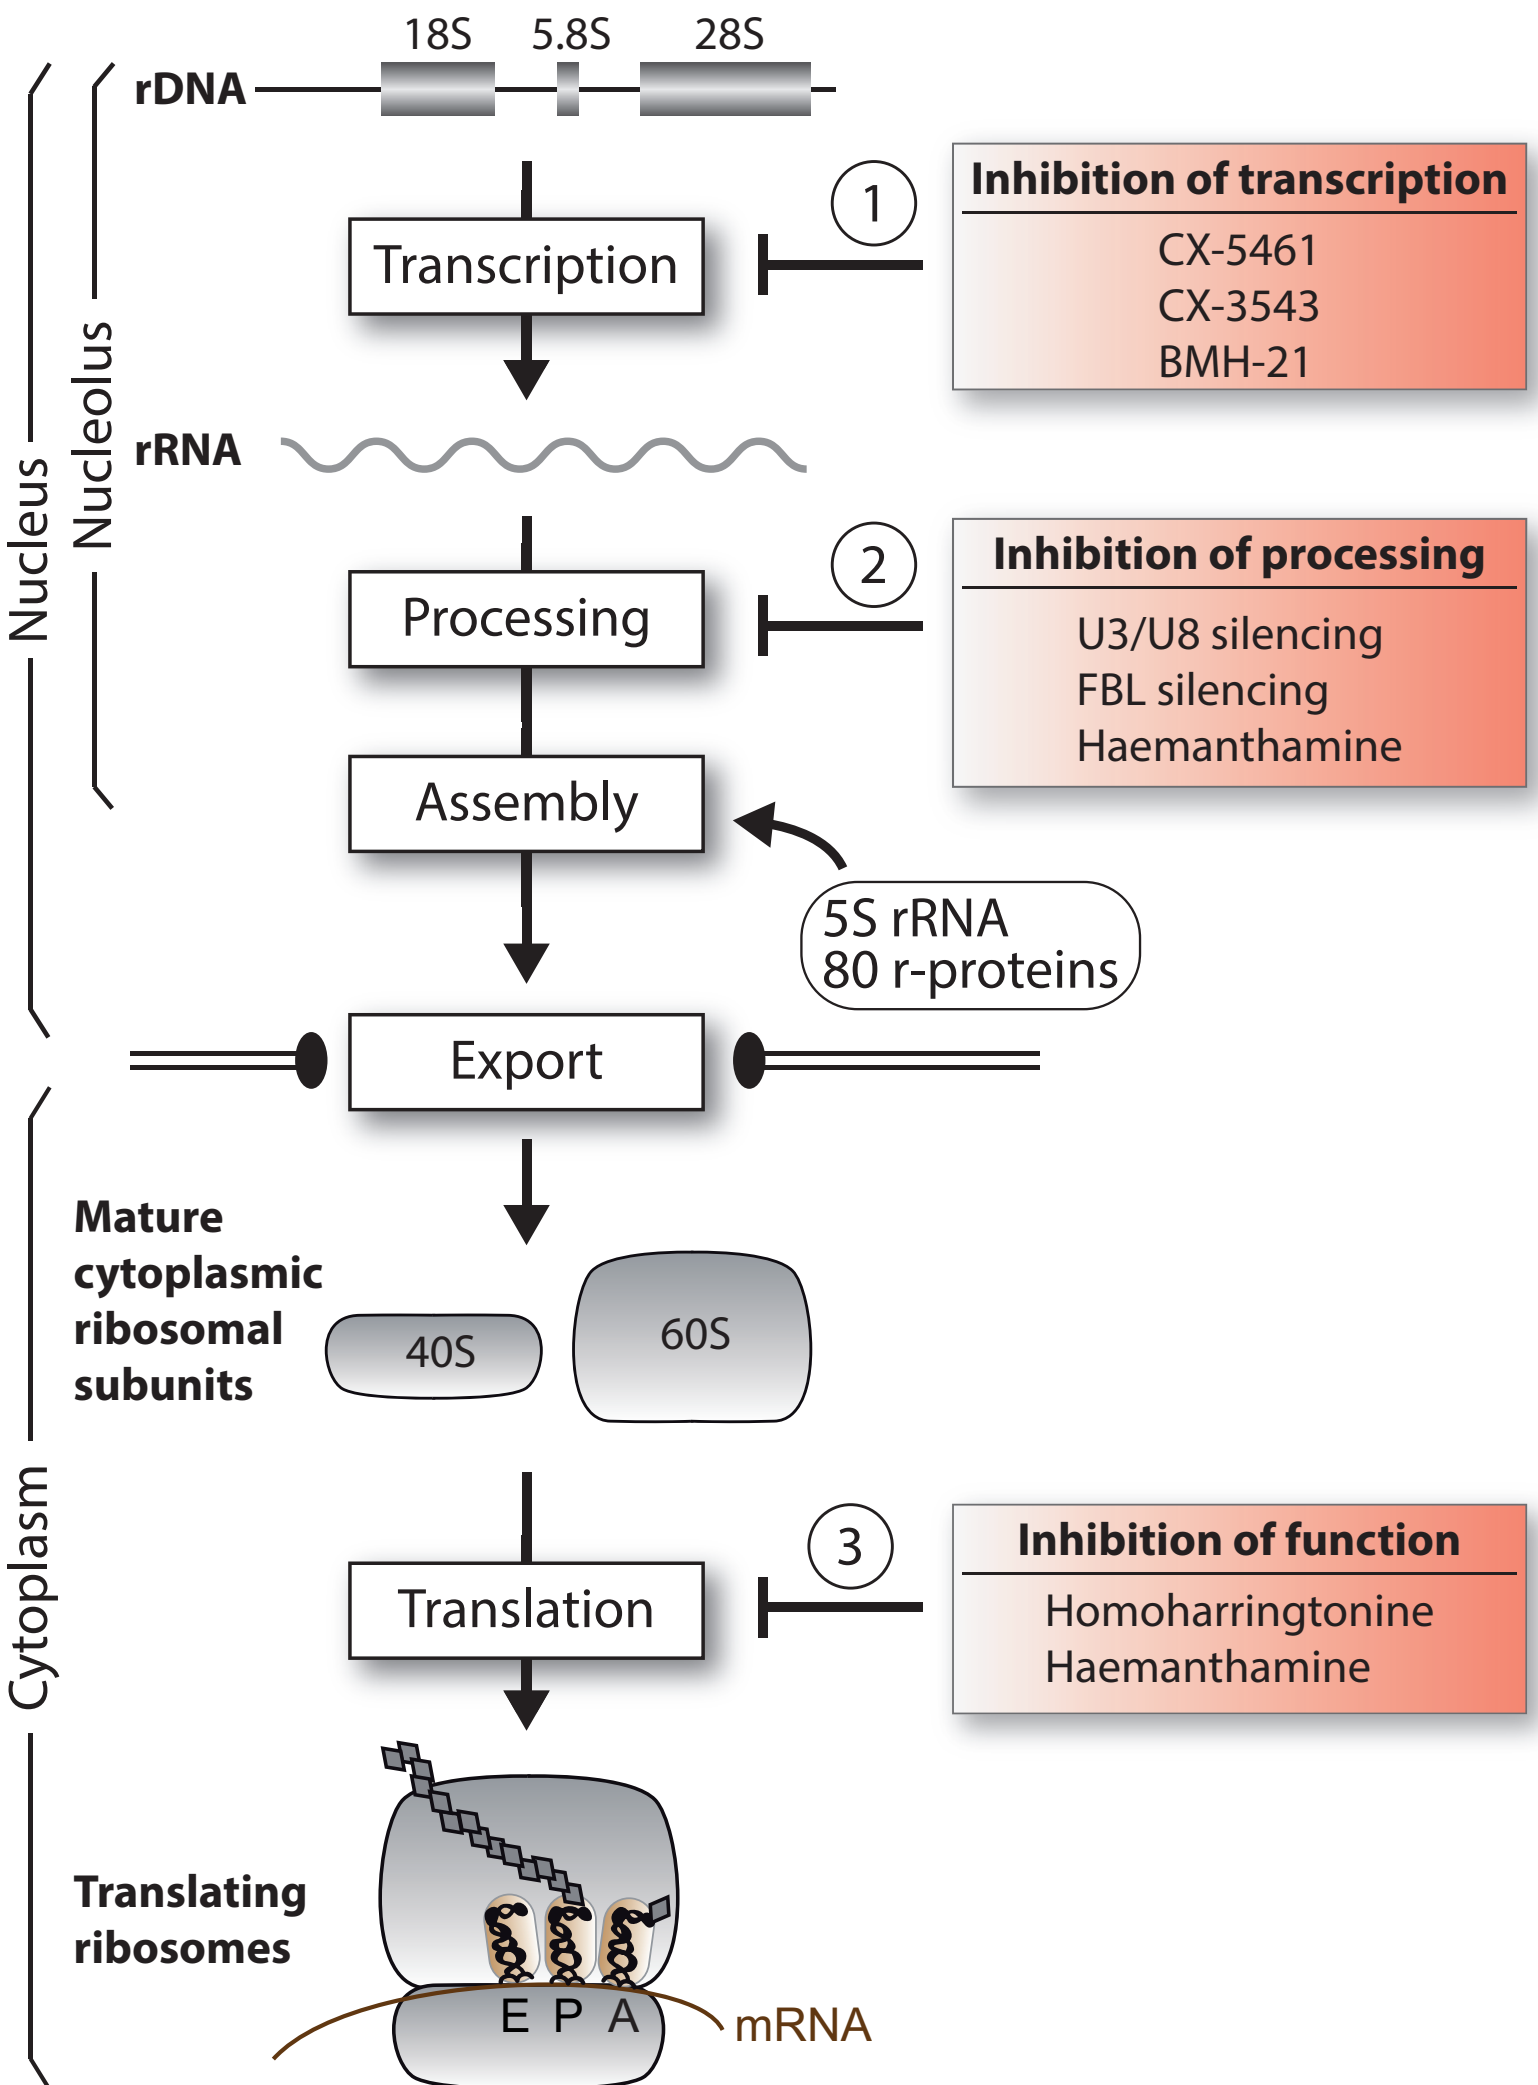 18S 5.8S 28S
rDNA
Inhibition of transcription
CX-5461
CX-3543
BMH-21
1
Transcription
Nucleus
Nucleolus
rRNA
Inhibition of processing
U3/U8 silencing
FBL silencing
Haemanthamine
2
Processing
Assembly
5S rRNA
80 r-proteins
Export
Cytoplasm
Mature
cytoplasmic
ribosomal
subunits
40S
60S
Inhibition of function
Homoharringtonine
Haemanthamine
3
Translation
Translating
ribosomes
E P A
mRNA